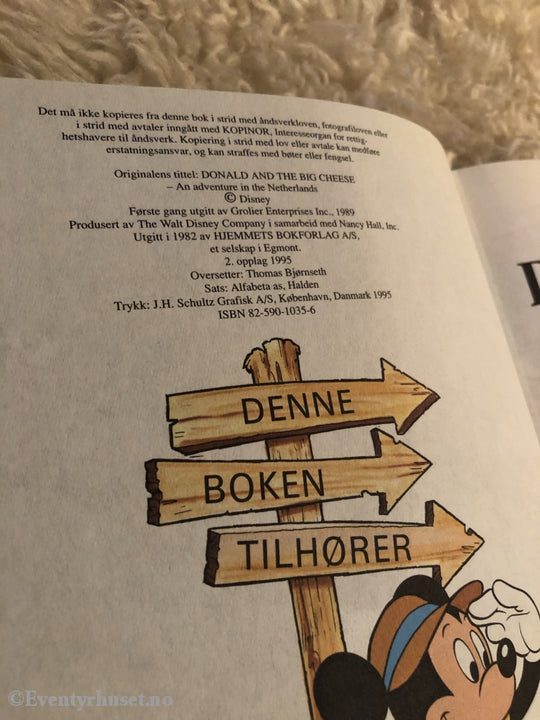 Det må ikke kopieres fra denne bok i strid med åndsverkloven, fotografiloven eller
i strid med avtaler inngått med KOPINOR, Interesseorgan for rettig-
hetshavere til åndsverk. Kopiering i strid med lov eller avtale kan medføre
erstatningsansvar, og kan straffes med bøter eller fengsel.
Originalens tittel: DONALD AND THE BIG CHEESE
– An adventure in the Netherlands
© Disney
Første gang utgitt av Grolier Enterprises Inc., 1989
Produsert av The Walt Disney Company i samarbeid med Nancy Hall, Inc.
Utgitt i 1982 av HJEMMETS BOKFORLAG A/S,
et selskap i Egmont.
2. opplag 1995
Oversetter: Thomas Bjørnseth
Sats: Alfabeta as, Halden
Trykk: J.H. Schultz Grafisk A/S, København, Danmark 1995
ISBN 82-590-1035-6
DENNE
BOKEN
TILHØRER
©Eventyrhuset.no